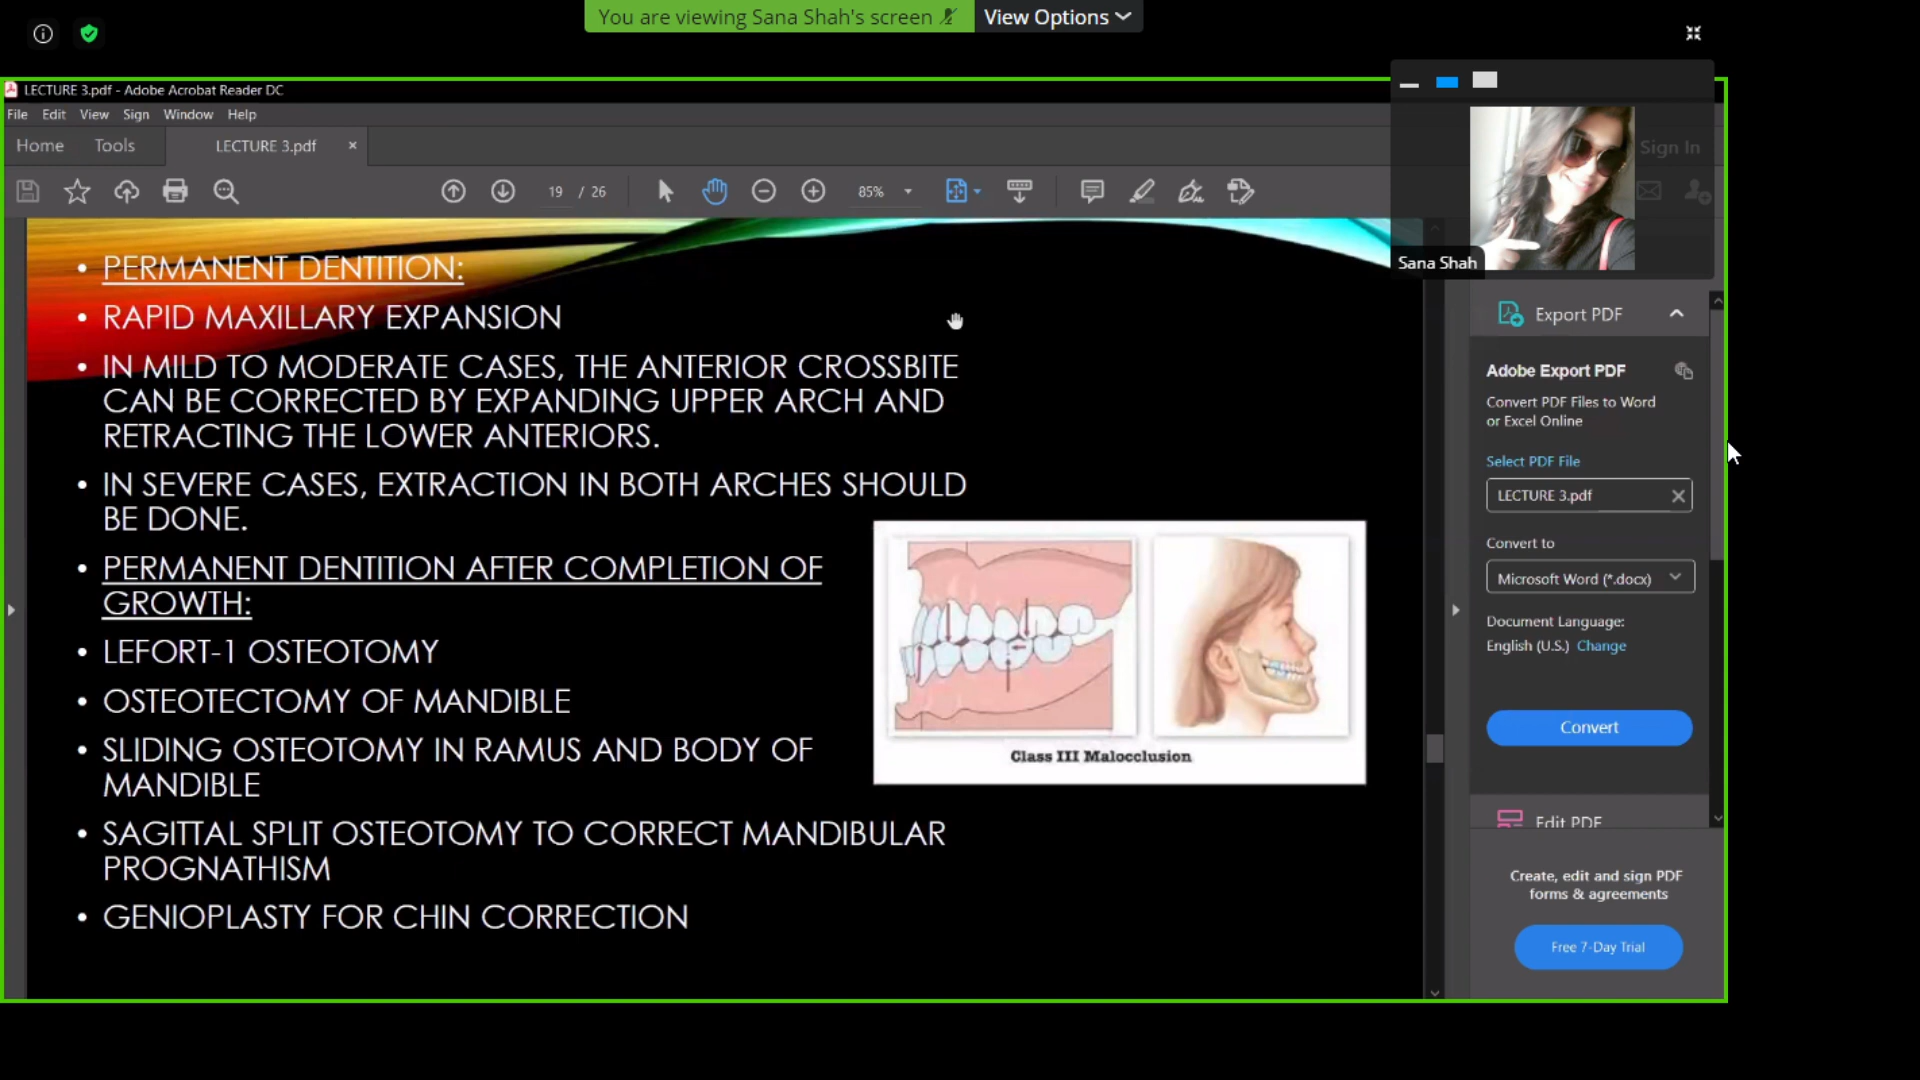 You are viewing Sana Shah's screen
View Options
LECTURE 3.pdf - Adobe Acrobat Reader DC
File Edit View Sign Window Help
Home Tools LECTURE 3.pdf ×
Sign In
19 / 26
85%
Sana Shah
• PERMANENT DENTITION:
• RAPID MAXILLARY EXPANSION
• IN MILD TO MODERATE CASES, THE ANTERIOR CROSSBITE
CAN BE CORRECTED BY EXPANDING UPPER ARCH AND
RETRACTING THE LOWER ANTERIORS.
• IN SEVERE CASES, EXTRACTION IN BOTH ARCHES SHOULD
BE DONE.
• PERMANENT DENTITION AFTER COMPLETION OF
GROWTH:
• LEFORT-1 OSTEOTOMY
• OSTEOTECTOMY OF MANDIBLE
• SLIDING OSTEOTOMY IN RAMUS AND BODY OF
MANDIBLE
• SAGITTAL SPLIT OSTEOTOMY TO CORRECT MANDIBULAR
PROGNATHISM
• GENIOPLASTY FOR CHIN CORRECTION
Class III Malocclusion
Export PDF
Adobe Export PDF
Convert PDF Files to Word
or Excel Online
Select PDF File
LECTURE 3.pdf
Convert to
Microsoft Word (*.docx)
Document Language:
English (U.S.) Change
Convert
Edit PDF
Create, edit and sign PDF
forms & agreements
Free 7-Day Trial